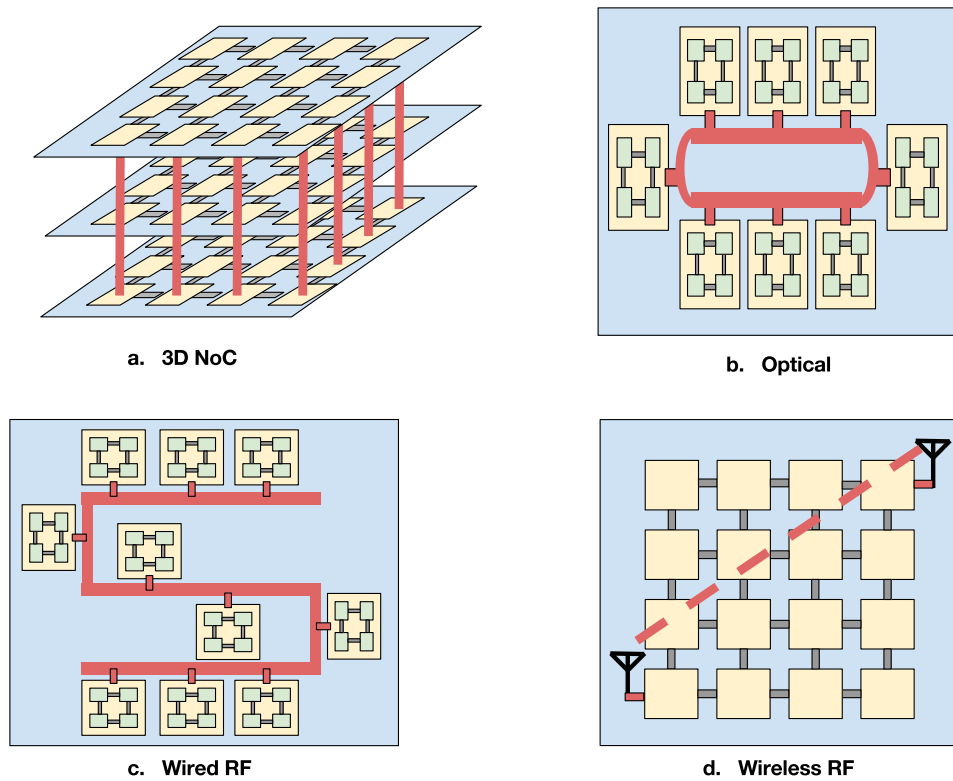 a. 3D NoC
b. Optical
c. Wired RF
d. Wireless RF